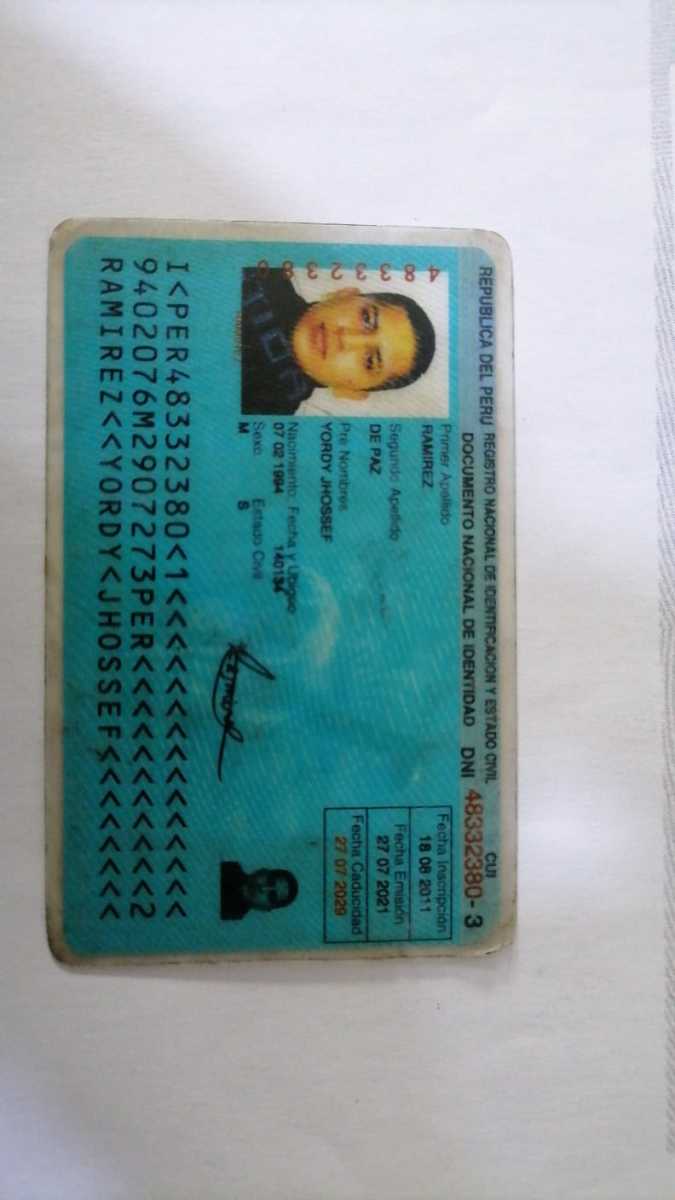 REPUBLICA DEL PERU REGISTRO NACIONAL DE IDENTIFICACION Y ESTADO CIVIL
DOCUMENTO NACIONAL DE IDENTIDAD DNI
CUI
48332380-3
48332380
Primer Apellido
RAMIREZ
Segundo Apellido
DE PAZ
Pre Nombres
YORDY JHOSSEF
Nacimiento: Fecha y Ubigeo
07 02 1994 140134
Sexo Estado Civil
M S
Fecha Inscripción
18 08 2011
Fecha Emisión
27 07 2021
Fecha Caducidad
27 07 2029
I<PER48332380<1<<<<<<<<<<<<<<<
9402076M2907273PER<<<<<<<<<<<2
RAMIREZ<<YORDY<JHOSSEF<<<<<<<<